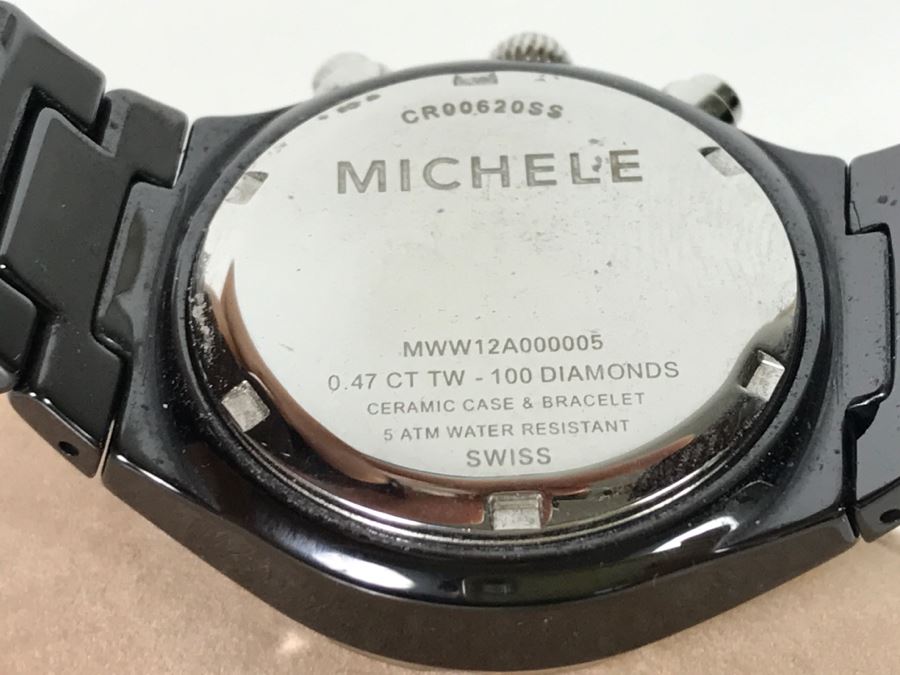 CR00620SS
MICHELE
MWW12A000005
0.47 CT TW - 100 DIAMONDS
CERAMIC CASE & BRACELET
5 ATM WATER RESISTANT
SWISS